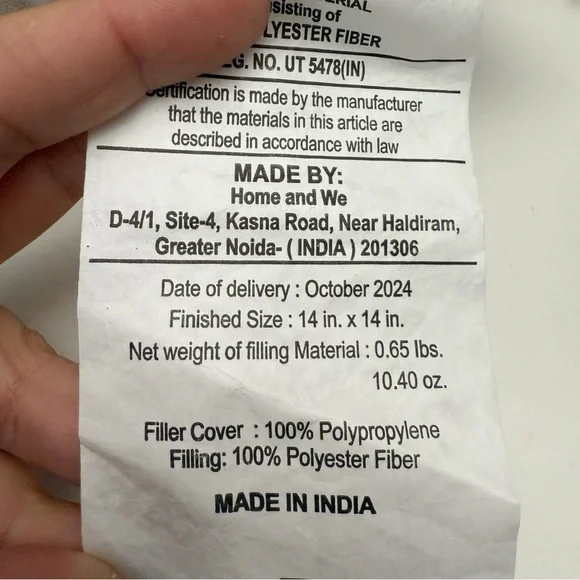 of
FIBER
NO. UT 5478(IN)
is made by the manufacturer
that the materials in this article are
described in accordance with law
MADE BY:
Home and We
D-4/1, Site-4, Kasna Road, Near Haldiram,
Greater Noida- ( INDIA ) 201306
Date of delivery : October 2024
Finished Size : 14 in. x 14 in.
Net weight of filling Material : 0.65 lbs.
10.40 oz.
Filler Cover : 100% Polypropylene
Filling: 100% Polyester Fiber
MADE IN INDIA